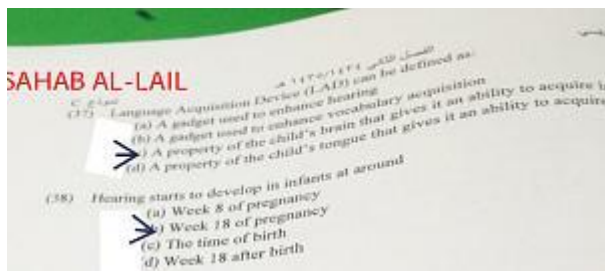 الفصل الثاني ١٤٣٤/١٤٣٥ هـ
SAHAB AL-LAIL
نموذج C
(37) Language Acquisition Device (LAD) can be defined as:
(a) A gadget used to enhance hearing
(b) A gadget used to enhance vocabulary acquisition
) A property of the child's brain that gives it an ability to acquire
(d) A property of the child's tongue that gives it an ability to acquire
(38) Hearing starts to develop in infants at around
(a) Week 8 of pregnancy
) Week 18 of pregnancy
(c) The time of birth
(d) Week 18 after birth